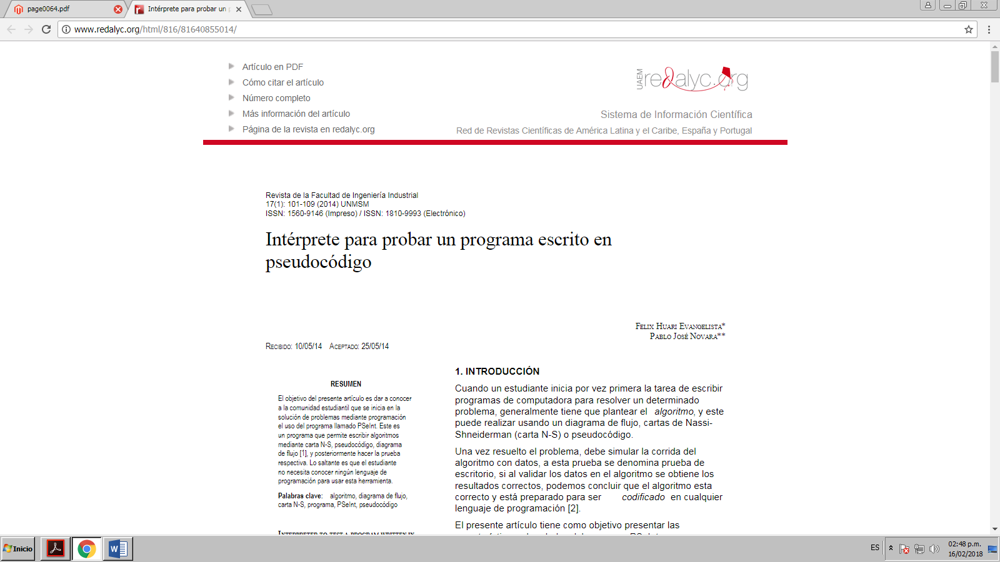 page0064.pdf
Intérprete para probar un p
www.redalyc.org/html/816/81640855014/
Artículo en PDF
Cómo citar el artículo
Número completo
Más información del artículo
Página de la revista en redalyc.org
UAEM redalyc.org
Sistema de Información Científica
Red de Revistas Científicas de América Latina y el Caribe, España y Portugal
Revista de la Facultad de Ingeniería Industrial
17(1): 101-109 (2014) UNMSM
ISSN: 1560-9146 (Impreso) / ISSN: 1810-9993 (Electrónico)
Intérprete para probar un programa escrito en
pseudocódigo
Felix Huari Evangelista*
Pablo José Novara**
Recibido: 10/05/14 Aceptado: 25/05/14
RESUMEN
El objetivo del presente artículo es dar a conocer
a la comunidad estudiantil que se inicia en la
solución de problemas mediante programación
el uso del programa llamado PSeInt. Este es
un programa que permite escribir algoritmos
mediante carta N-S, pseudocódigo, diagrama
de flujo [1], y posteriormente hacer la prueba
respectiva. Lo saltante es que el estudiante
no necesita conocer ningún lenguaje de
programación para usar esta herramienta.
Palabras clave: algoritmo, diagrama de flujo,
carta N-S, programa, PSeInt, pseudocódigo
Interpreter to test a program written in
1. INTRODUCCIÓN
Cuando un estudiante inicia por vez primera la tarea de escribir
programas de computadora para resolver un determinado
problema, generalmente tiene que plantear el algoritmo, y este
puede realizar usando un diagrama de flujo, cartas de Nassi-
Shneiderman (carta N-S) o pseudocódigo.
Una vez resuelto el problema, debe simular la corrida del
algoritmo con datos, a esta prueba se denomina prueba de
escritorio, si al validar los datos en el algoritmo se obtiene los
resultados correctos, podemos concluir que el algoritmo esta
correcto y está preparado para ser codificado en cualquier
lenguaje de programación [2].
El presente artículo tiene como objetivo presentar las
Inicio
ES
02:48 p.m.
16/02/2018